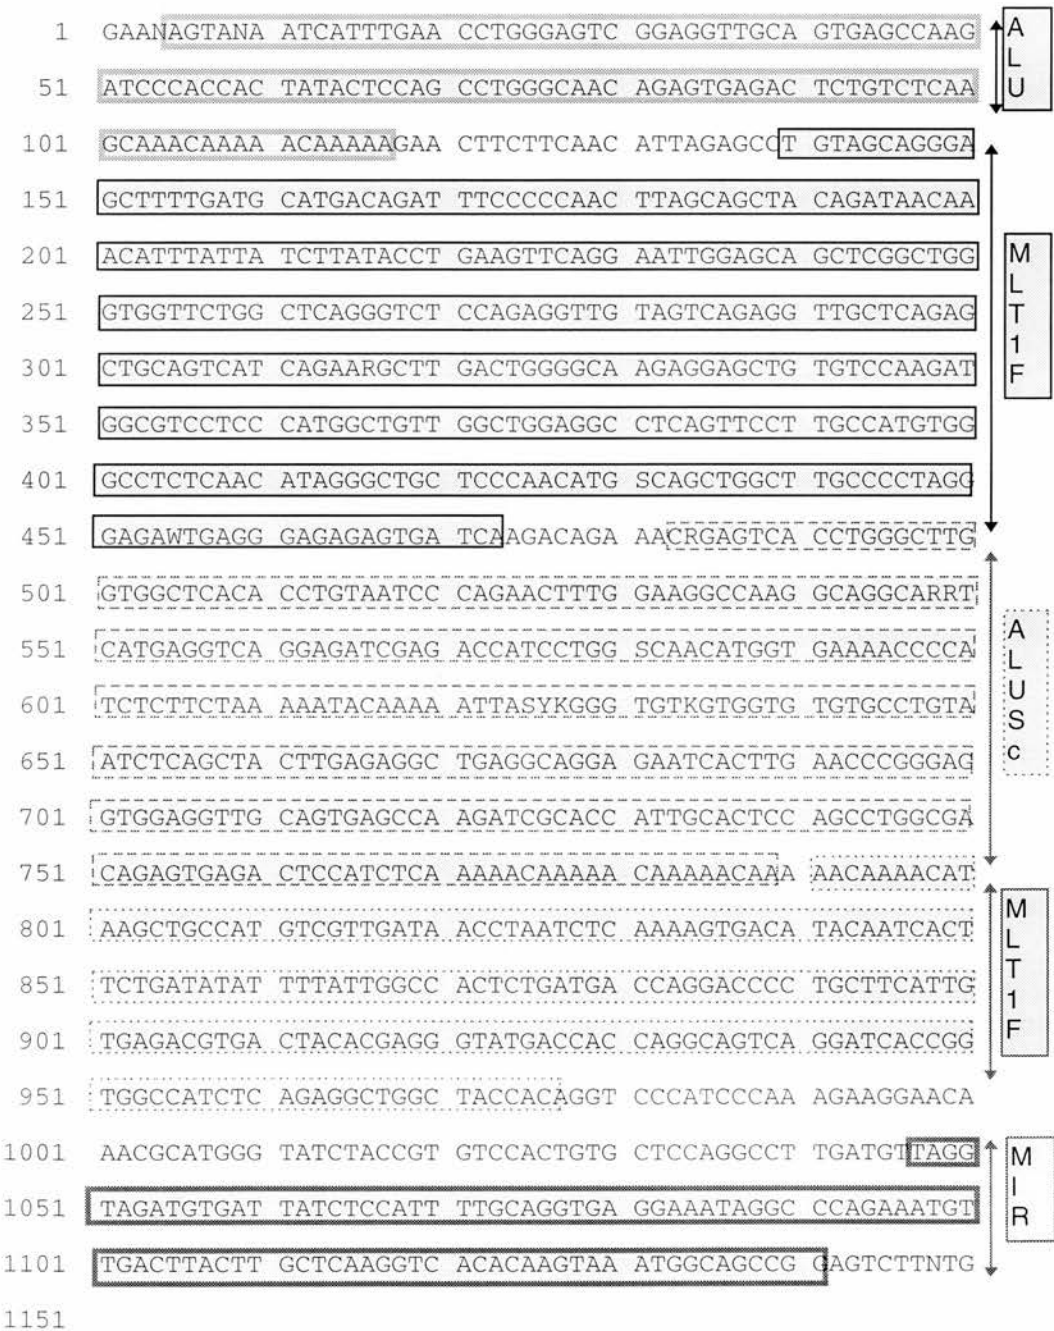 1 GAANAGTANA ATCATTTGAA CCTGGGAGTC GGAGGTTGCA GTGAGCCAAG
51 ATCCCACCAC TATACTCCAG CCTGGGCAAC AGAGTGAGAC TCTGTCTCAA
101 GCAAACAAAA ACAAAAAGAA CTTCTTCAAC ATTAGAGCCT GTAGCAGGGA
151 GCTTTTGATG CATGACAGAT TTCCCCCAAC TTAGCAGCTA CAGATAACAA
201 ACATTTATTA TCTTATACCT GAAGTTCAGG AATTGGAGCA GCTCGGCTGG
251 GTGGTTCTGG CTCAGGGTCT CCAGAGGTTG TAGTCAGAGG TTGCTCAGAG
301 CTGCAGTCAT CAGAARGCTT GACTGGGGCA AGAGGAGCTG TGTCCAAGAT
351 GGCGTCCTCC CATGGCTGTT GGCTGGAGGC CTCAGTTCCT TGCCATGTGG
401 GCCTCTCAAC ATAGGGCTGC TCCCAACATG SCAGCTGGCT TGCCCCTAGG
451 GAGAWTGAGG GAGAGAGTGA TCAAGACAGA AACRGAGTCA CCTGGGCTTG
501 GTGGCTCACA CCTGTAATCC CAGAACTTTG GAAGGCCAAG GCAGGCARRT
551 CATGAGGTCA GGAGATCGAG ACCATCCTGG SCAACATGGT GAAAACCCCA
601 TCTCTTCTAA AAATACAAAA ATTASYKGGG TGTKGTGGTG TGTGCCTGTA
651 ATCTCAGCTA CTTGAGAGGC TGAGGCAGGA GAATCACTTG AACCCGGGAG
701 GTGGAGGTTG CAGTGAGCCA AGATCGCACC ATTGCACTCC AGCCTGGCGA
751 CAGAGTGAGA CTCCATCTCA AAAACAAAAA CAAAAACAAA AACAAAACAT
801 AAGCTGCCAT GTCGTTGATA ACCTAATCTC AAAAGTGACA TACAATCACT
851 TCTGATATAT TTTATTGGCC ACTCTGATGA CCAGGACCCC TGCTTCATTG
901 TGAGACGTGA CTACACGAGG GTATGACCAC CAGGCAGTCA GGATCACCGG
951 TGGCCATCTC AGAGGCTGGC TACCACAGGT CCCATCCCAA AGAAGGAACA
1001 AACGCATGGG TATCTACCGT GTCCACTGTG CTCCAGGCCT TGATGTTAGG
1051 TAGATGTGAT TATCTCCATT TTGCAGGTGA GGAAATAGGC CCAGAAATGT
1101 TGACTTACTT GCTCAAGGTC ACACAAGTAA ATGGCAGCCG GAGTCTTNTG
1151
ALU
MLT1F
ALUSc
MLT1F
MIR